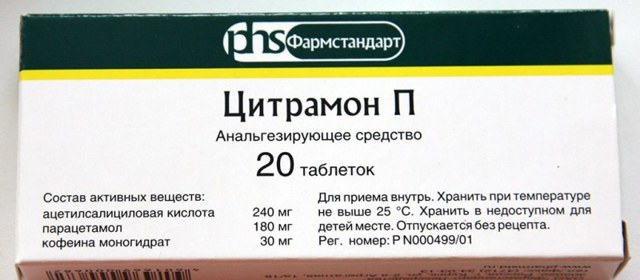 phs Фармстандарт
Цитрамон П
Анальгезирующее средство
20 таблеток
Состав активных веществ:
ацетилсалициловая кислота 240 мг
парацетамол 180 мг
кофеина моногидрат 30 мг
Для приема внутрь. Хранить при температуре
не выше 25 °С. Хранить в недоступном для
детей месте. Отпускается без рецепта.
Рег. номер: Р N000499/01